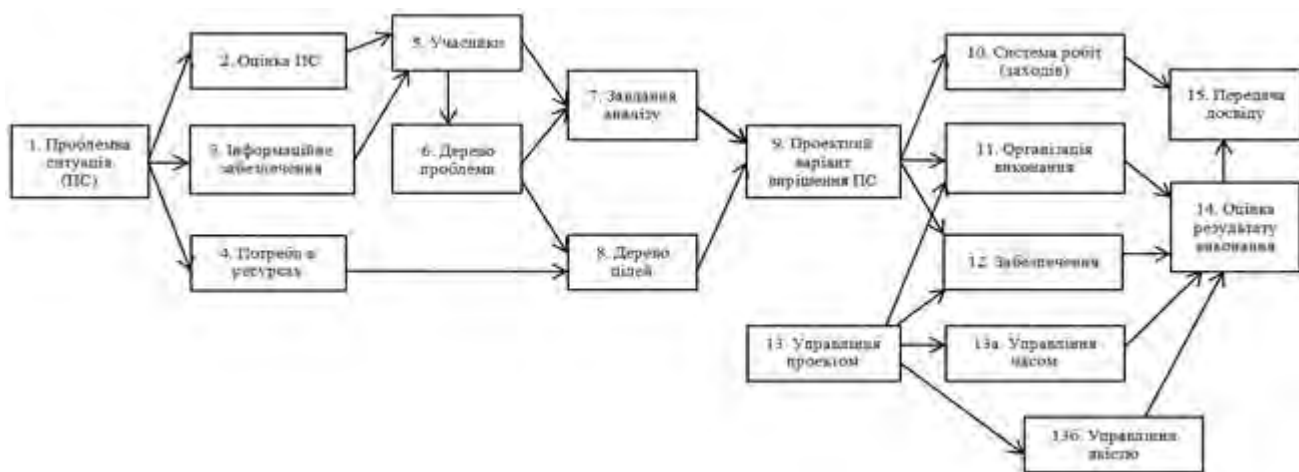 1. Проблемна
ситуація
(ПС)
2. Оцінка ПС
3. Інформаційне
забезпечення
4. Потреба в
ресурсах
5. Учасники
6. Дерево
проблеми
7. Завдання
аналізу
8. Дерево
цілей
9. Проектний
варіант
вирішення ПС
10. Система робіт
(заходів)
11. Організація
виконання
12. Забезпечення
13. Управління
проектом
13а. Управління
часом
13б. Управління
якістю
14. Оцінка
результату
виконання
15. Передача
досвіду